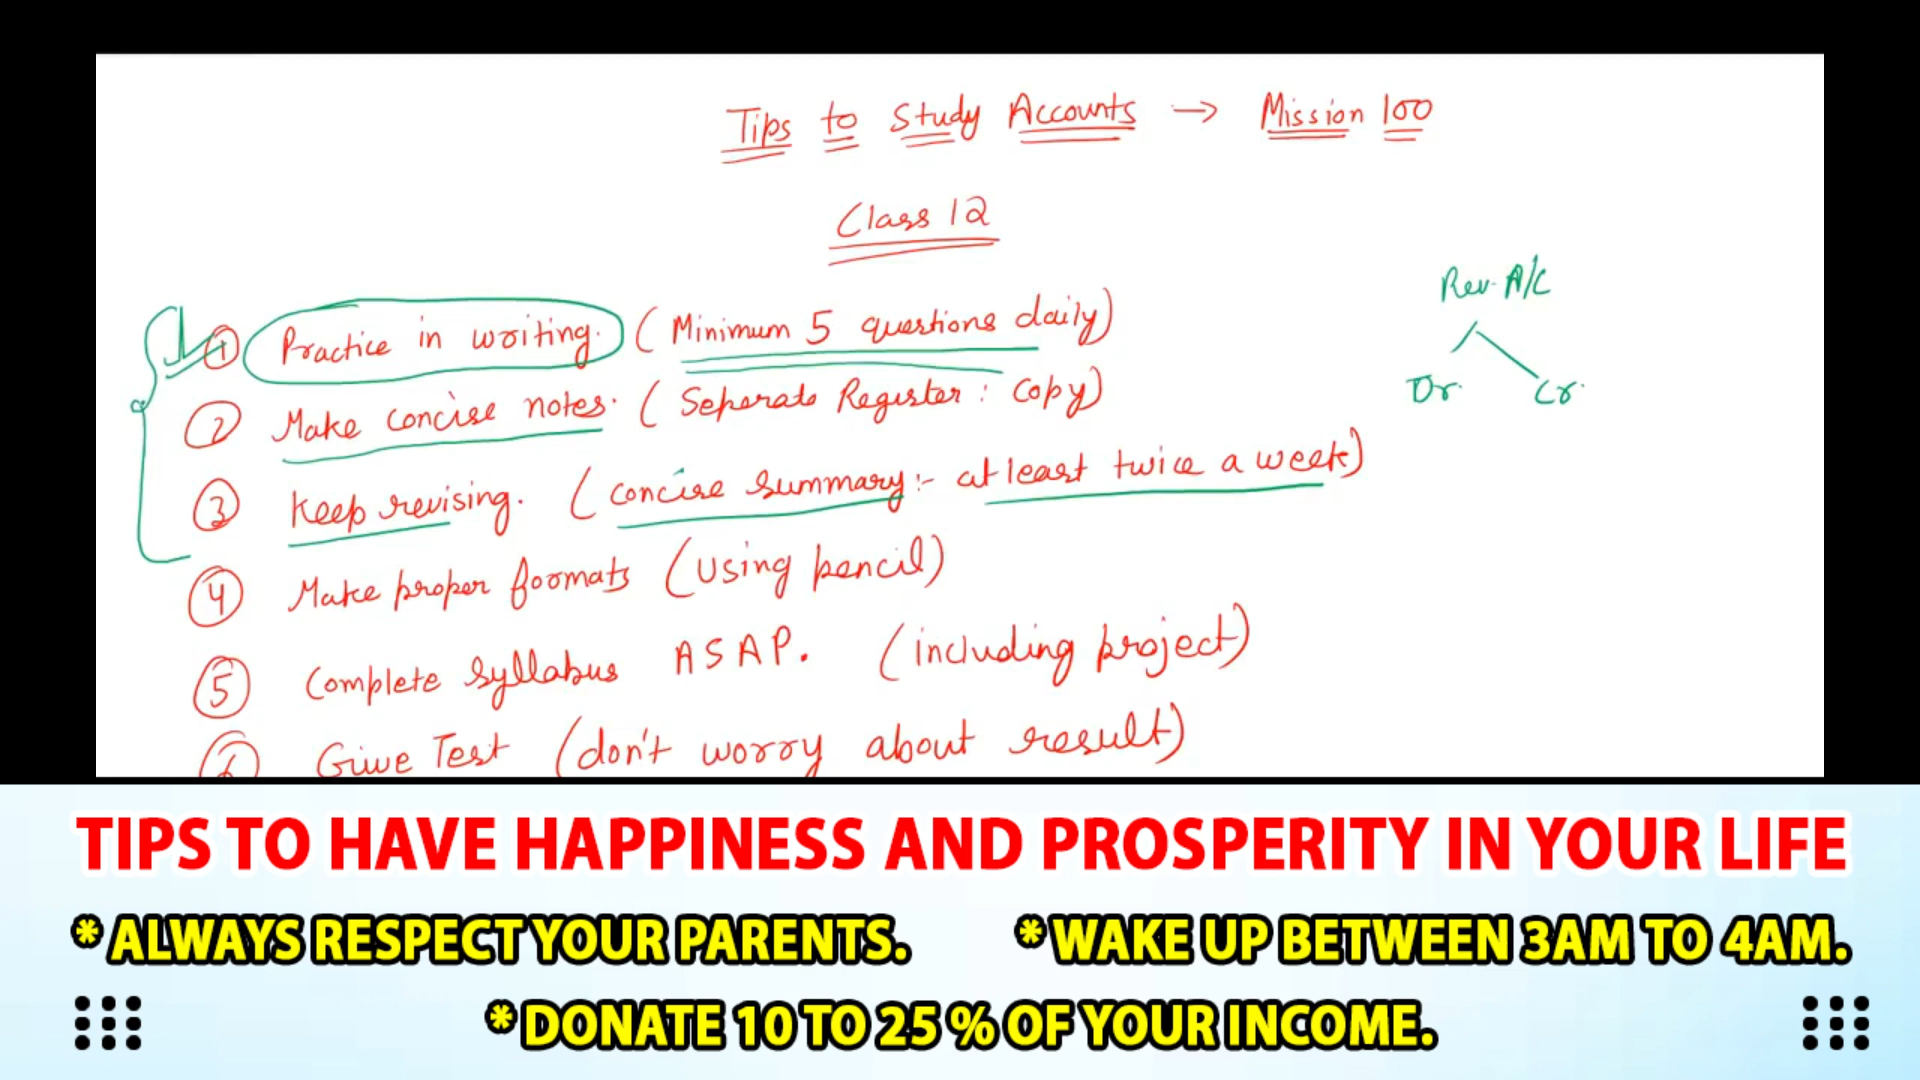 Tips to Study Accounts → Mission 100
Class 12
Rev. A/C
Dr. Cr.
① Practice in writing. (Minimum 5 questions daily)
② Make concise notes. (Seperate Register : Copy)
③ Keep revising. (concise summary :- at least twice a week)
④ Make proper formats (Using pencil)
⑤ Complete Syllabus ASAP. (including project)
⑥ Give Test (don't worry about result)
TIPS TO HAVE HAPPINESS AND PROSPERITY IN YOUR LIFE
* ALWAYS RESPECT YOUR PARENTS. * WAKE UP BETWEEN 3AM TO 4AM.
* DONATE 10 TO 25 % OF YOUR INCOME.